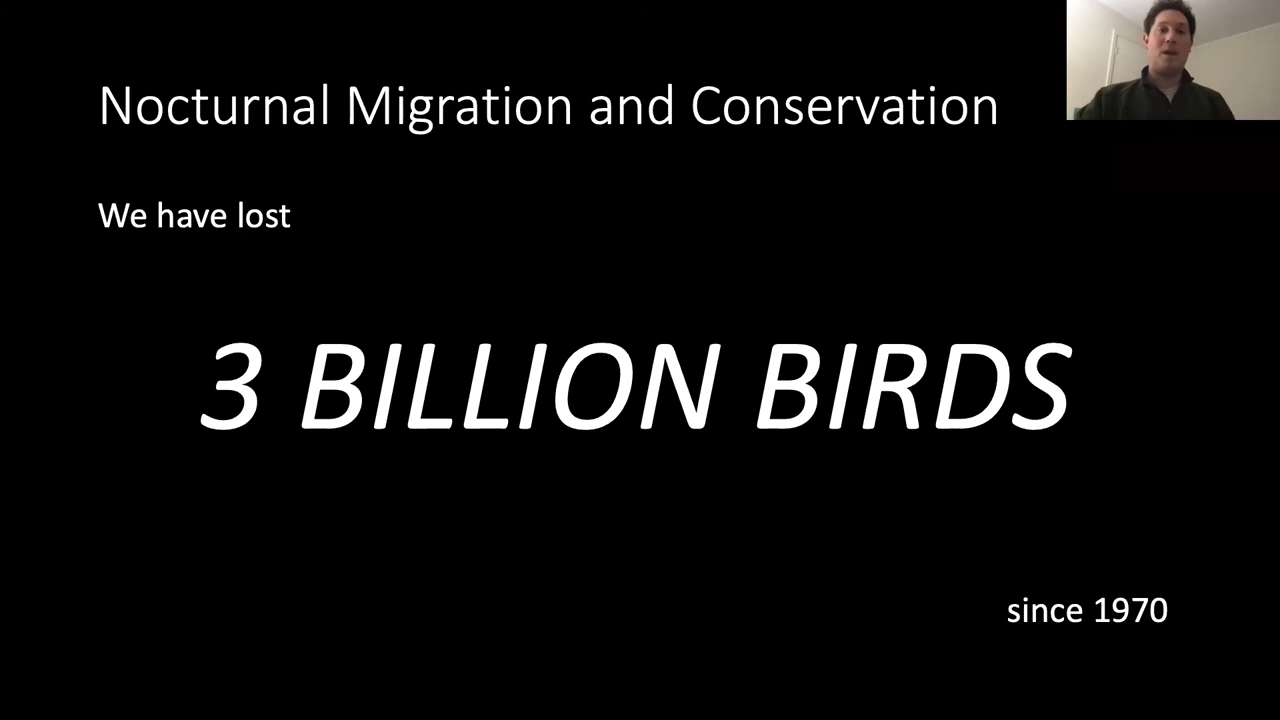 Nocturnal Migration and Conservation
We have lost
3 BILLION BIRDS
since 1970